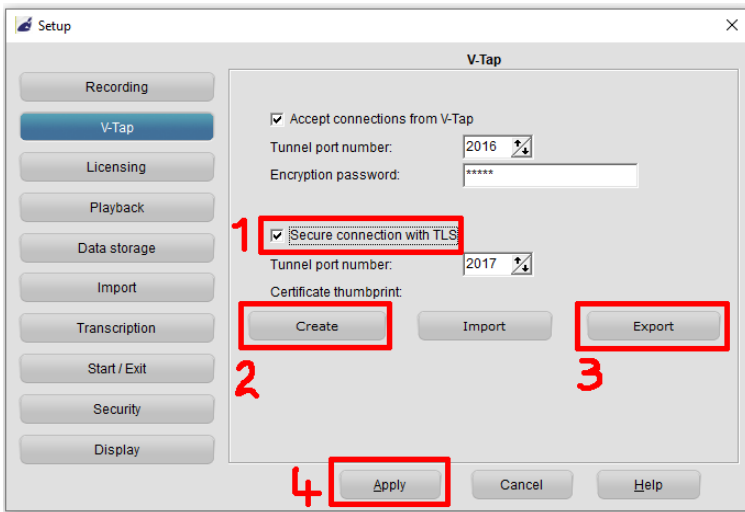 Setup
V-Tap
Recording
V-Tap
Licensing
Playback
Data storage
Import
Transcription
Start / Exit
Security
Display
Accept connections from V-Tap
Tunnel port number: 2016
Encryption password: *****
1 Secure connection with TLS
Tunnel port number: 2017
Certificate thumbprint:
Create Import Export
2 3
4 Apply Cancel Help